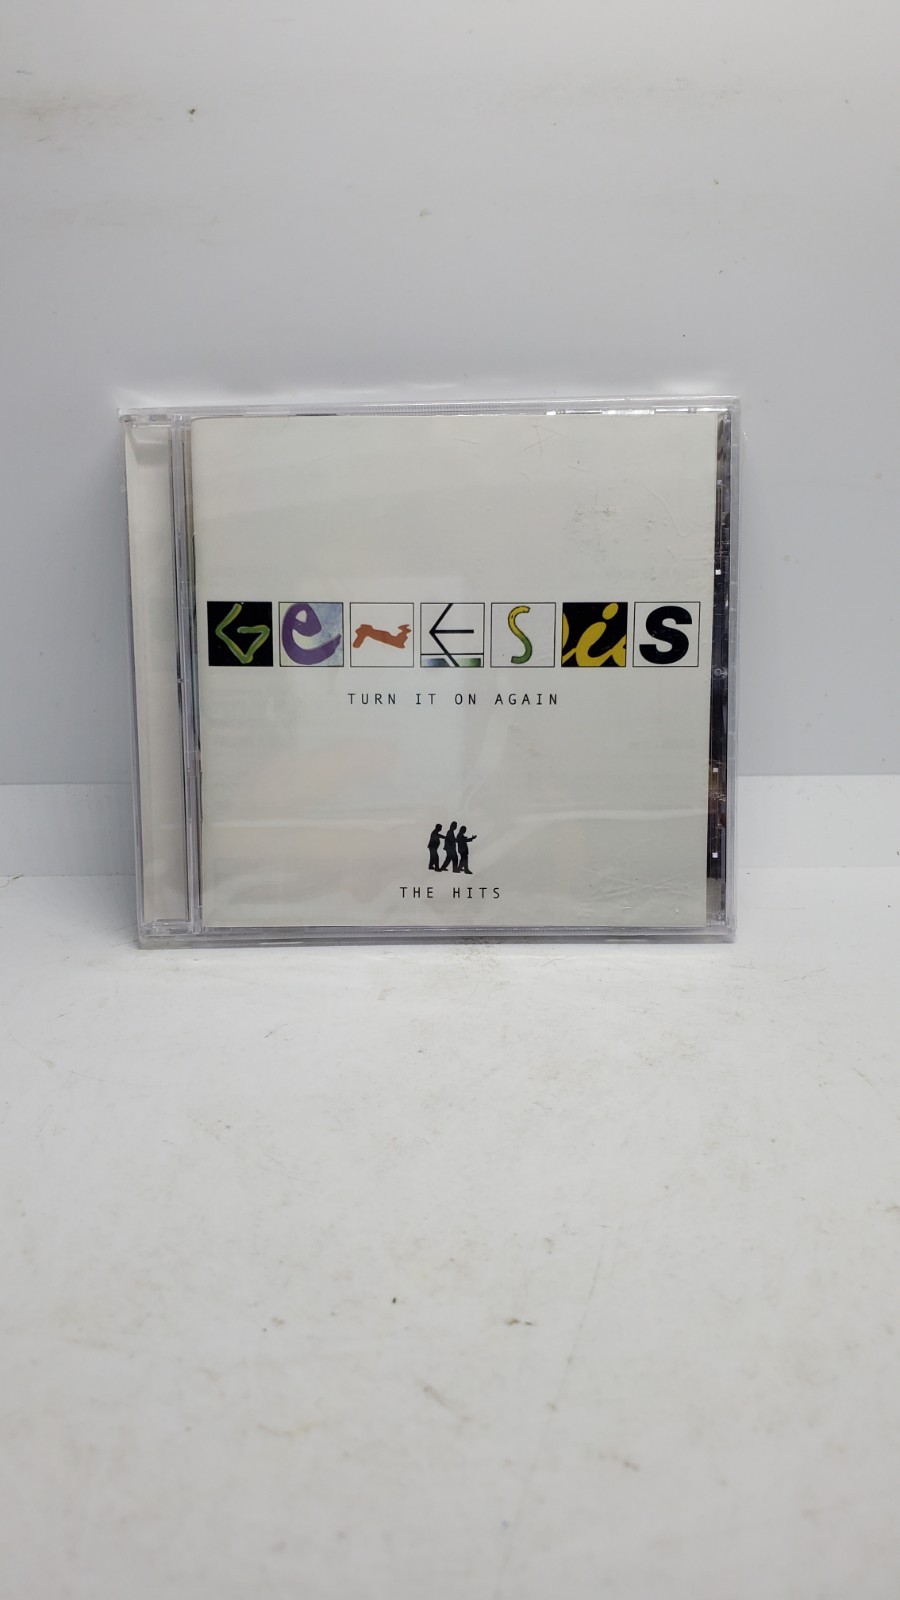 GeNESiS
TURN IT ON AGAIN
THE HITS